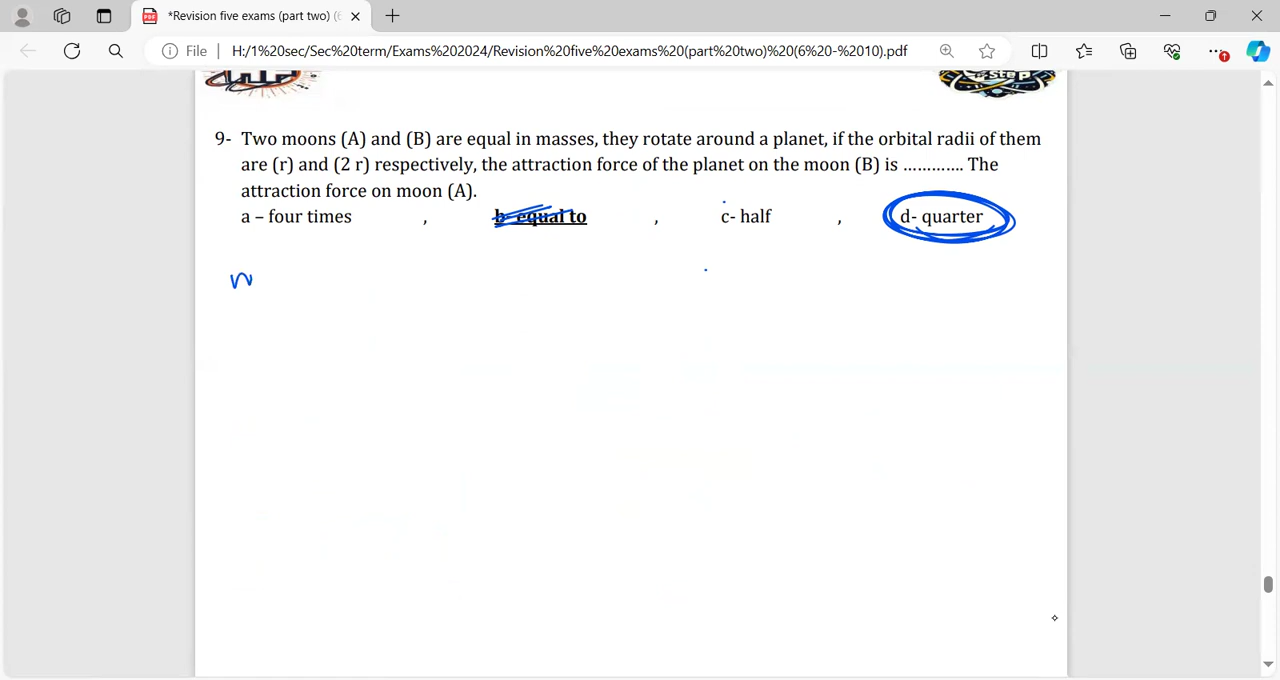 *Revision five exams (part two) (6
File
H:/1%20sec/Sec%20term/Exams%202024/Revision%20five%20exams%20(part%20two)%20(6%20-%2010).pdf
9- Two moons (A) and (B) are equal in masses, they rotate around a planet, if the orbital radii of them
are (r) and (2 r) respectively, the attraction force of the planet on the moon (B) is …………. The
attraction force on moon (A).
a – four times , b- equal to , c- half , d- quarter